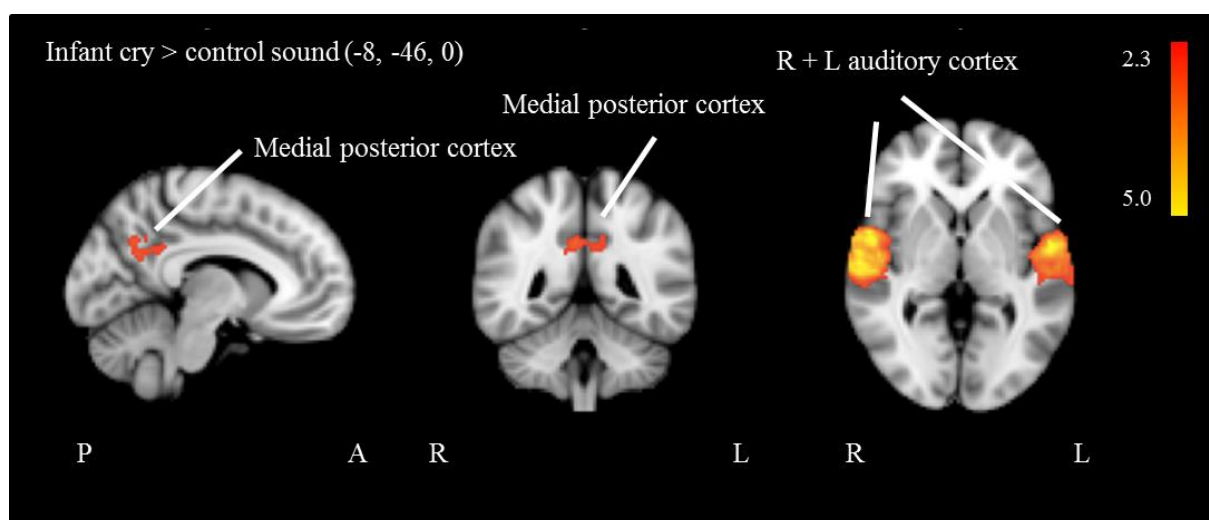 Infant cry > control sound (-8, -46, 0)
R + L auditory cortex
2.3
Medial posterior cortex
Medial posterior cortex
5.0
P
A
R
L
R
L